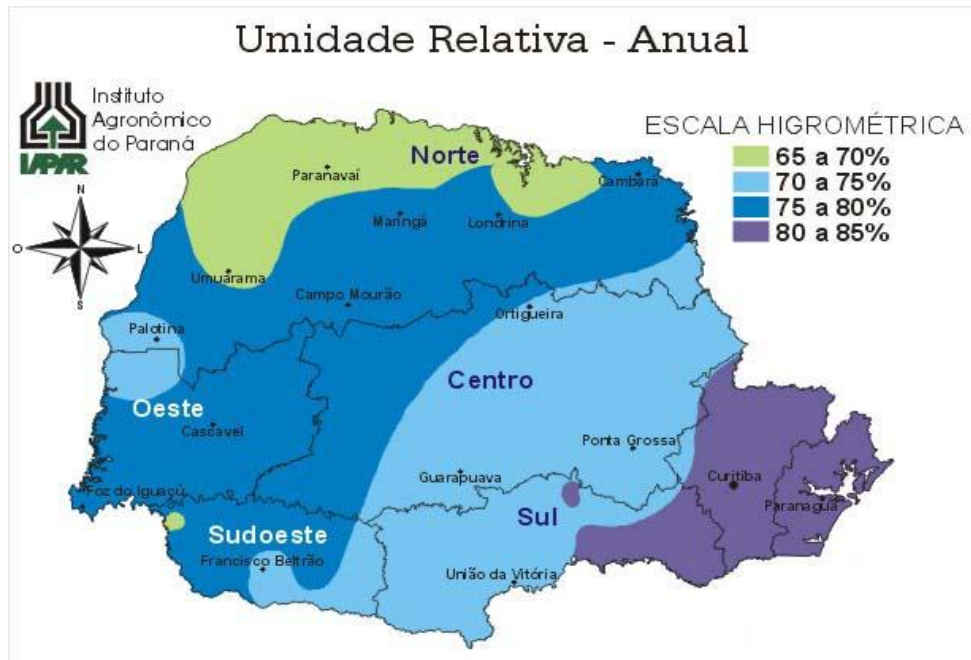 Umidade Relativa - Anual
Instituto
Agronômico
do Paraná
IAPAR
N
O
L
S
ESCALA HIGROMÉTRICA
65 a 70%
70 a 75%
75 a 80%
80 a 85%
Norte
Paranavaí
Cambará
Maringá
Londrina
Umuarama
Campo Mourão
Ortigueira
Palotina
Centro
Oeste
Cascavel
Ponta Grossa
Guarapuava
Curitiba
Foz do Iguaçú
Paranaguá
Sul
Sudoeste
Francisco Beltrão
União da Vitória